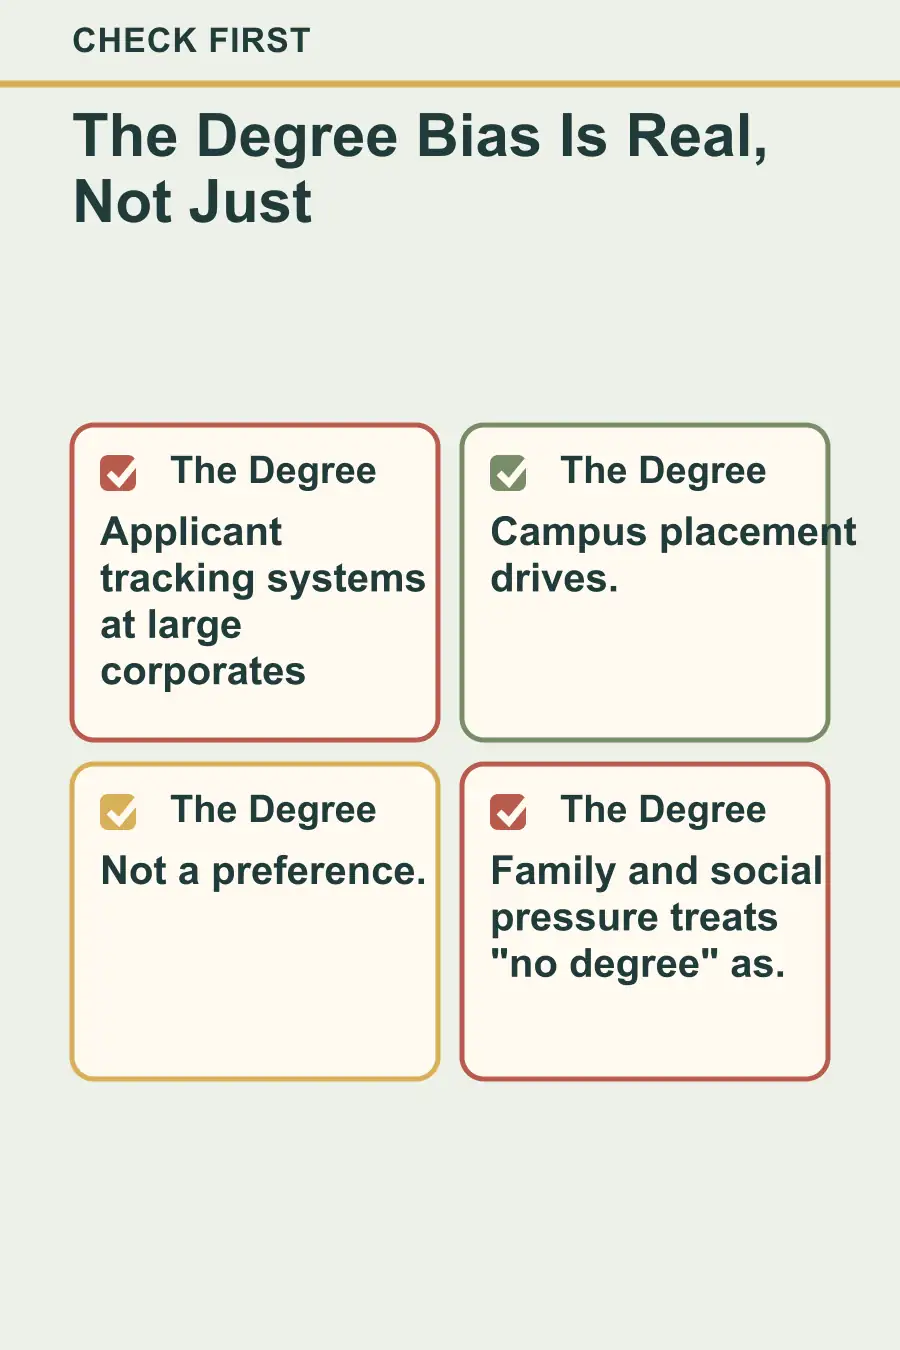 CHECK FIRST
The Degree Bias Is Real,
Not Just
The Degree
Applicant
tracking systems
at large
corporates
The Degree
Campus placement
drives.
The Degree
Not a preference.
The Degree
Family and social
pressure treats
"no degree" as.